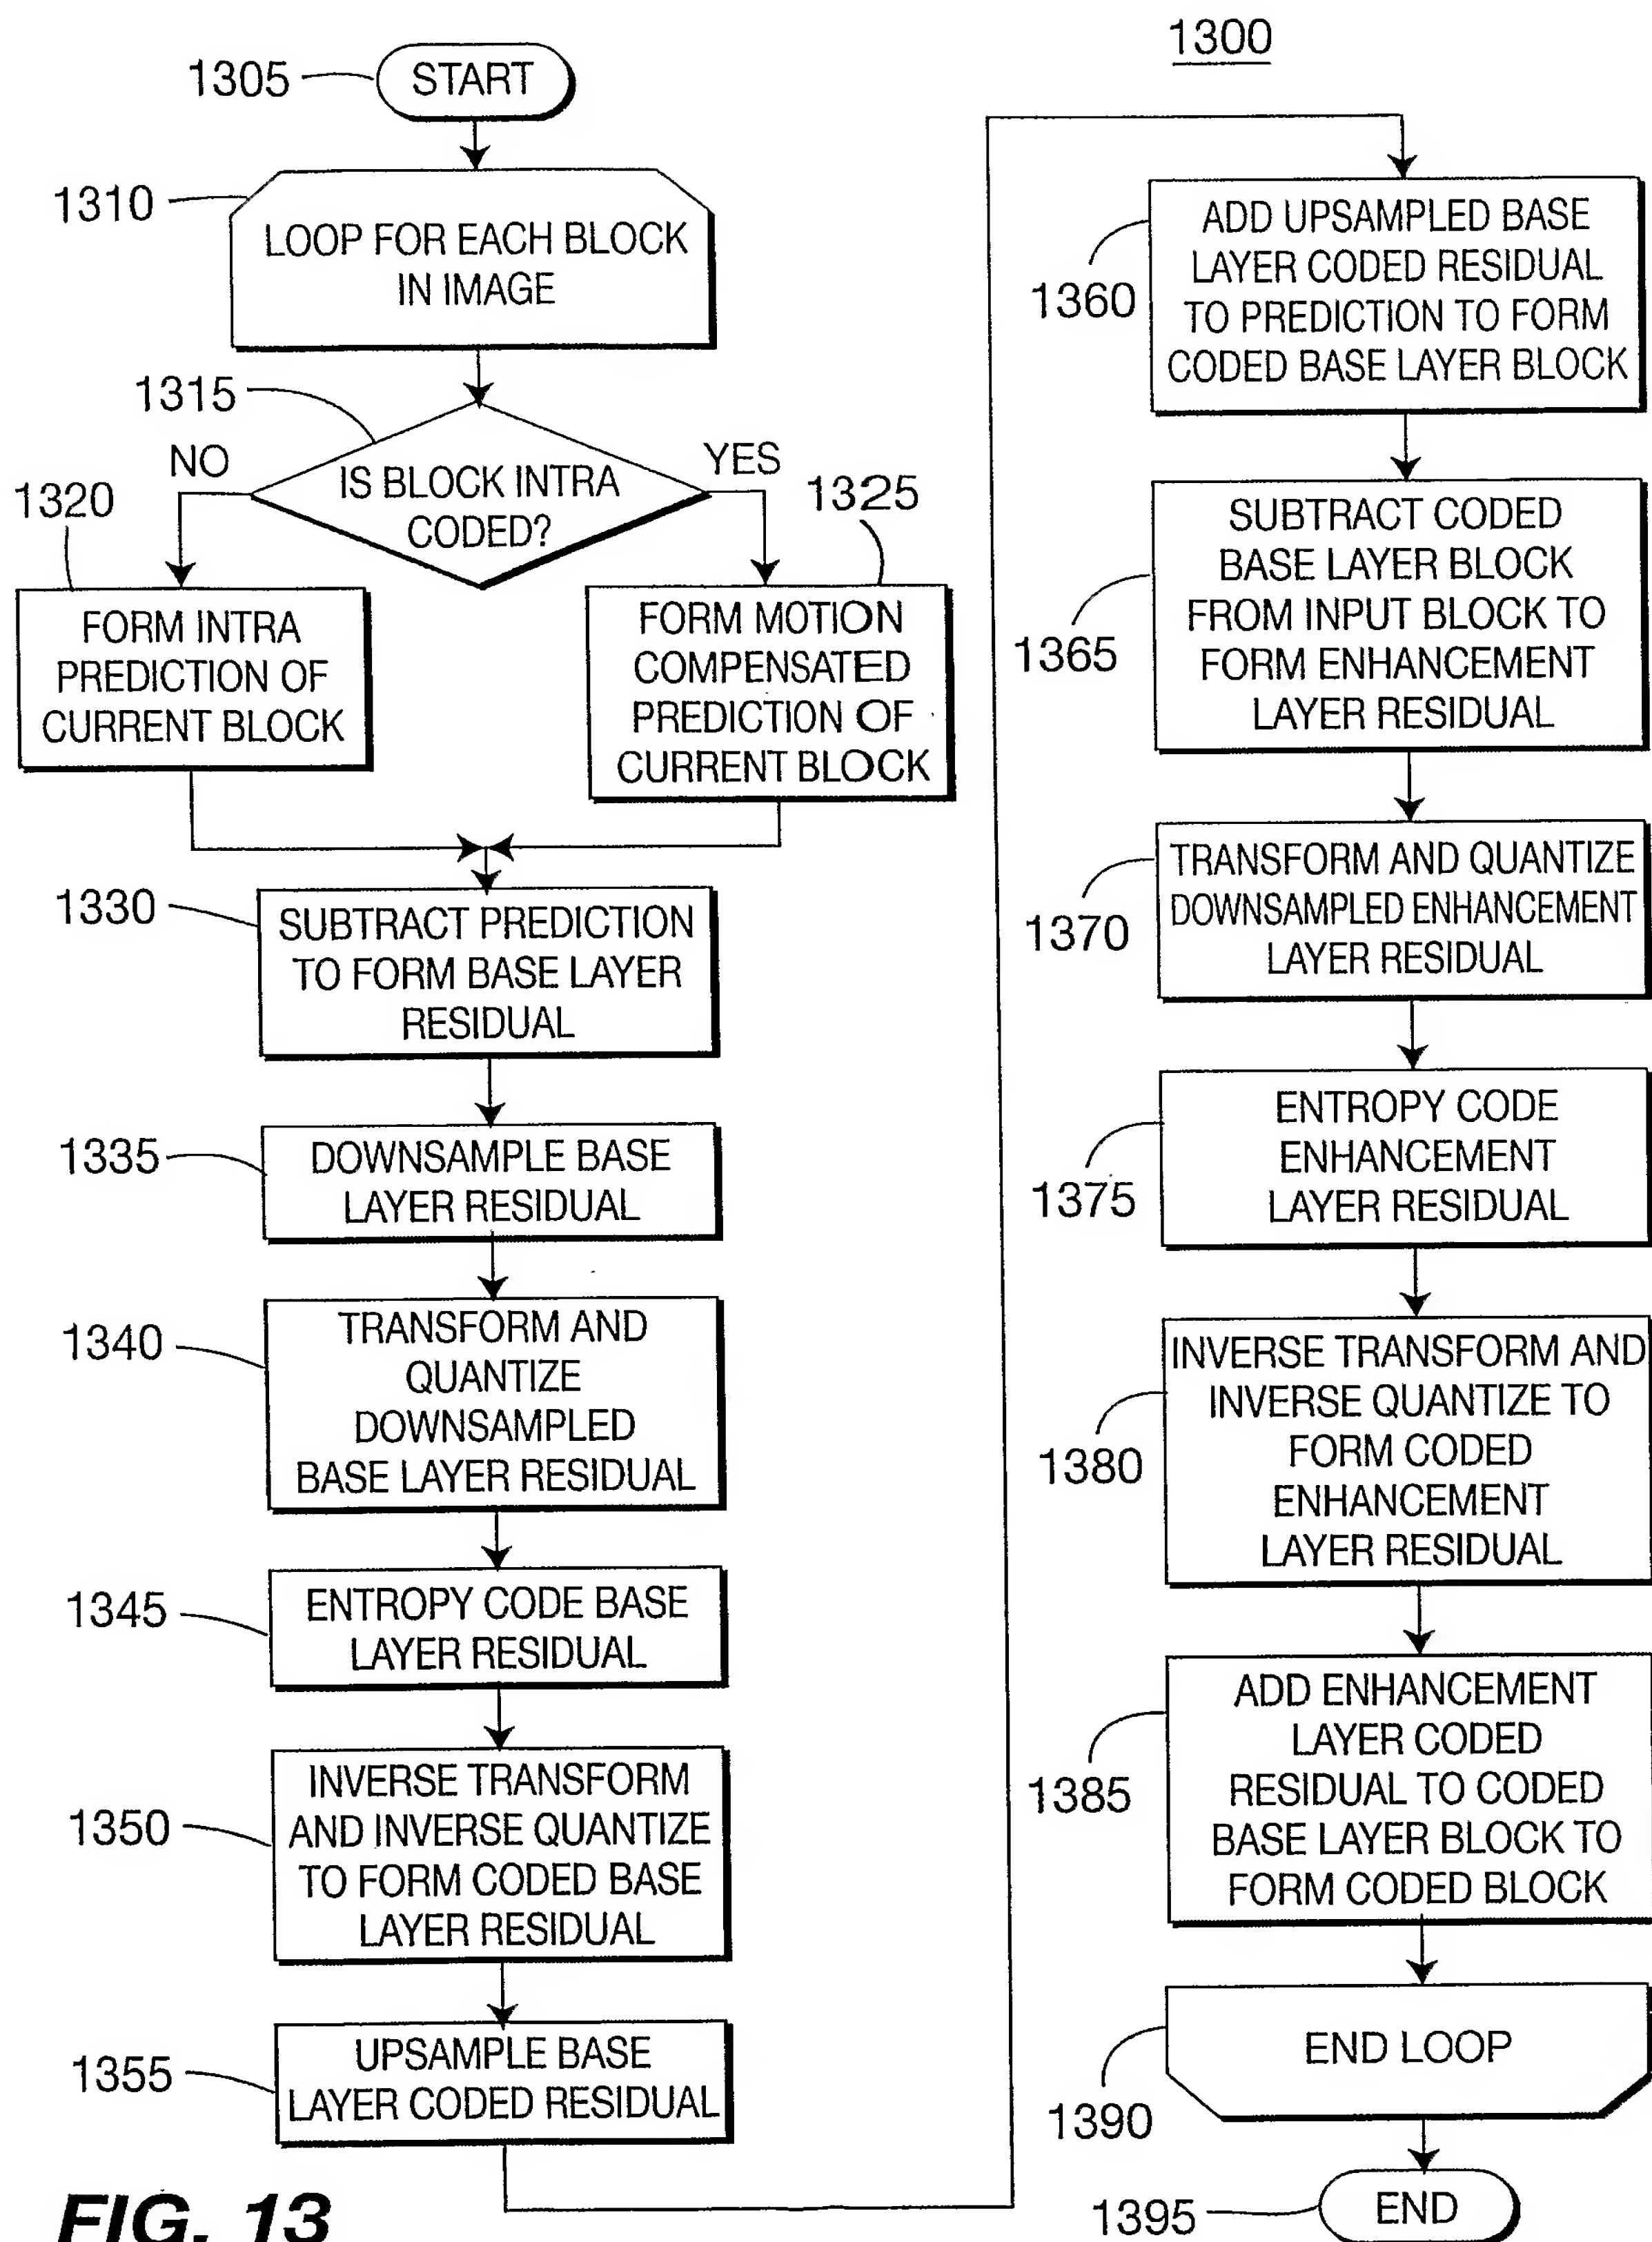 1300
1305
START
1310
LOOP FOR EACH BLOCK
IN IMAGE
1315
NO
YES
IS BLOCK INTRA
CODED?
1320
1325
FORM INTRA
PREDICTION OF
CURRENT BLOCK
FORM MOTION
COMPENSATED
PREDICTION OF
CURRENT BLOCK
1330
SUBTRACT PREDICTION
TO FORM BASE LAYER
RESIDUAL
1335
DOWNSAMPLE BASE
LAYER RESIDUAL
1340
TRANSFORM AND
QUANTIZE
DOWNSAMPLED
BASE LAYER RESIDUAL
1345
ENTROPY CODE BASE
LAYER RESIDUAL
1350
INVERSE TRANSFORM
AND INVERSE QUANTIZE
TO FORM CODED BASE
LAYER RESIDUAL
1355
UPSAMPLE BASE
LAYER CODED RESIDUAL
1360
ADD UPSAMPLED BASE
LAYER CODED RESIDUAL
TO PREDICTION TO FORM
CODED BASE LAYER BLOCK
1365
SUBTRACT CODED
BASE LAYER BLOCK
FROM INPUT BLOCK TO
FORM ENHANCEMENT
LAYER RESIDUAL
1370
TRANSFORM AND QUANTIZE
DOWNSAMPLED ENHANCEMENT
LAYER RESIDUAL
1375
ENTROPY CODE
ENHANCEMENT
LAYER RESIDUAL
1380
INVERSE TRANSFORM AND
INVERSE QUANTIZE TO
FORM CODED
ENHANCEMENT
LAYER RESIDUAL
1385
ADD ENHANCEMENT
LAYER CODED
RESIDUAL TO CODED
BASE LAYER BLOCK TO
FORM CODED BLOCK
1390
END LOOP
1395
END
FIG. 13